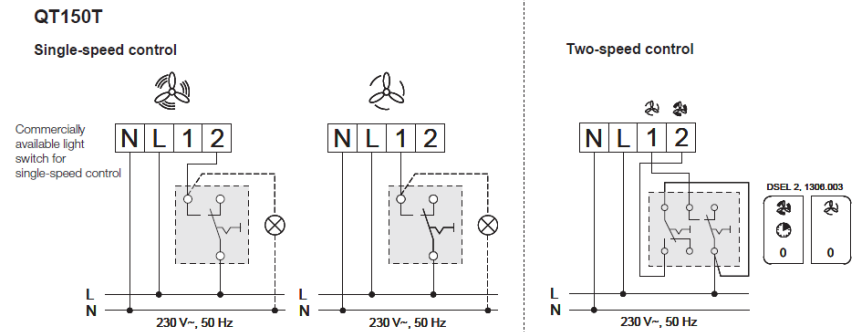 QT150T
Single-speed control
Two-speed control
Commercially
available light
switch for
single-speed control
N L 1 2
N L 1 2
N L 1 2
DSEL 2, 1306.003
0 0
L
N
230 V~, 50 Hz
L
N
230 V~, 50 Hz
L
N
230 V~, 50 Hz